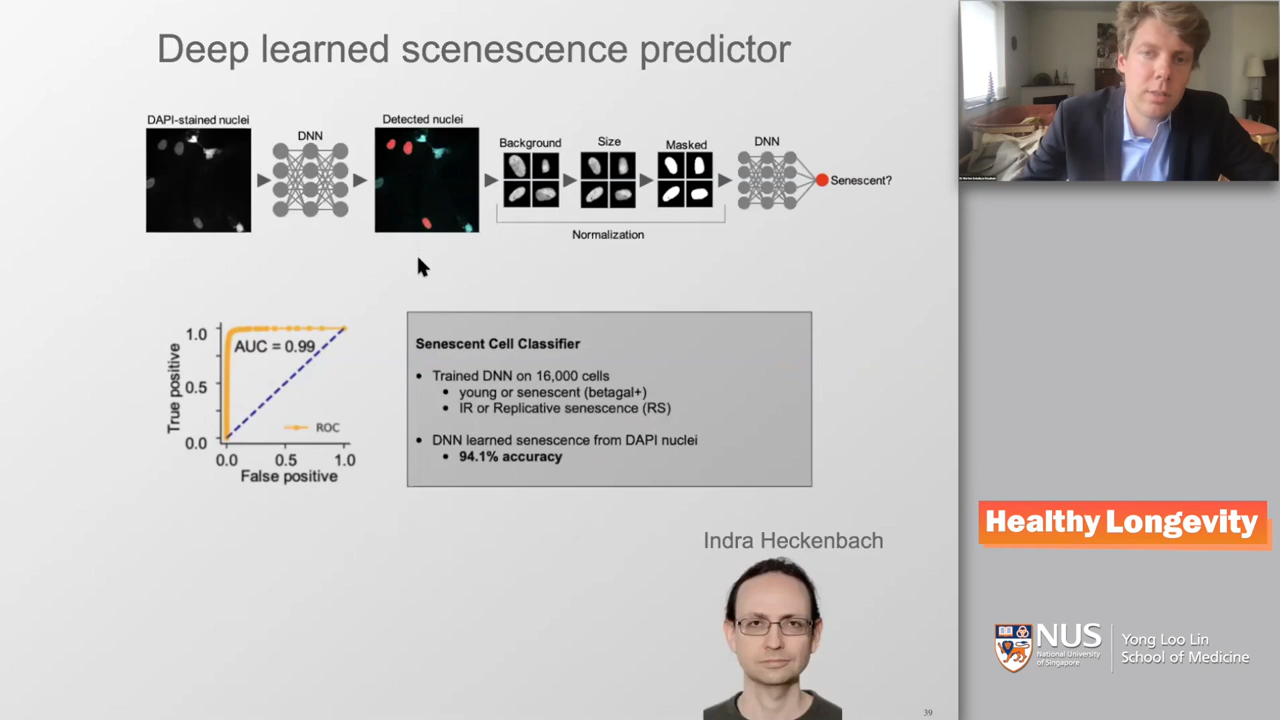 Deep learned scenescence predictor
DAPI-stained nuclei
DNN
Detected nuclei
Background
Size
Masked
DNN
Senescent?
Normalization
True positive
1.0
0.5
0.0
AUC = 0.99
ROC
0.0 0.5 1.0
False positive
Senescent Cell Classifier
• Trained DNN on 16,000 cells
• young or senescent (betagal+)
• IR or Replicative senescence (RS)
• DNN learned senescence from DAPI nuclei
• 94.1% accuracy
Indra Heckenbach
39
Healthy Longevity
NUS
National University
of Singapore
Yong Loo Lin
School of Medicine